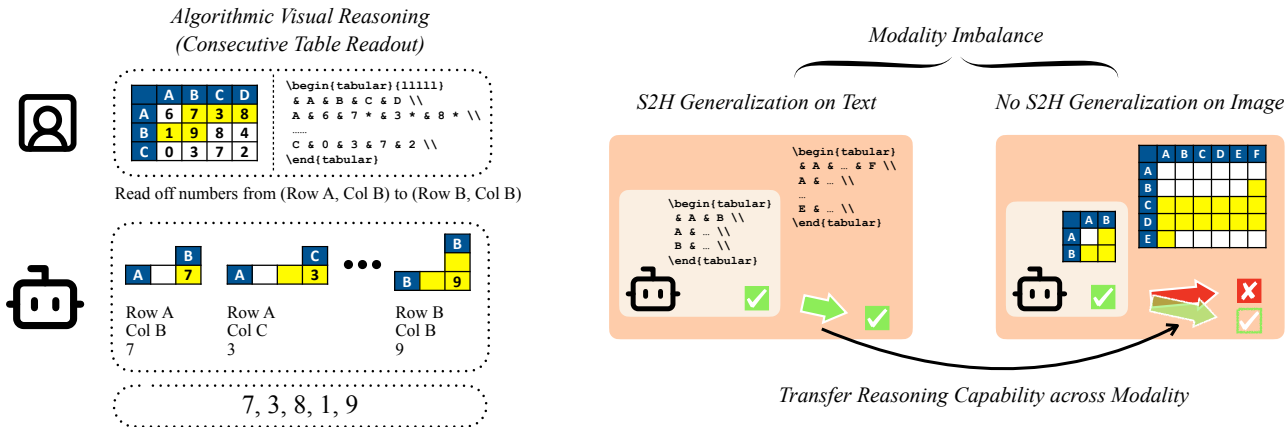 Algorithmic Visual Reasoning
(Consecutive Table Readout)
A B C D
A 6 7 3 8
B 1 9 8 4
C 0 3 7 2
\begin{tabular}{lllll}
& A & B & C & D \\
A & 6 & 7 * & 3 * & 8 * \\
……
C & 0 & 3 & 7 & 2 \\
\end{tabular}
Read off numbers from (Row A, Col B) to (Row B, Col B)
B
A 7
C
A 3
B
B 9
Row A
Col B
7
Row A
Col C
3
Row B
Col B
9
7, 3, 8, 1, 9
Modality Imbalance
S2H Generalization on Text
\begin{tabular}
& A & B \\
A & … \\
B & … \\
\end{tabular}
\begin{tabular}
& A & … & F \\
A & … \\
…
E & … \\
\end{tabular}
No S2H Generalization on Image
A B
A
B
A B C D E F
A
B
C
D
E
Transfer Reasoning Capability across Modality